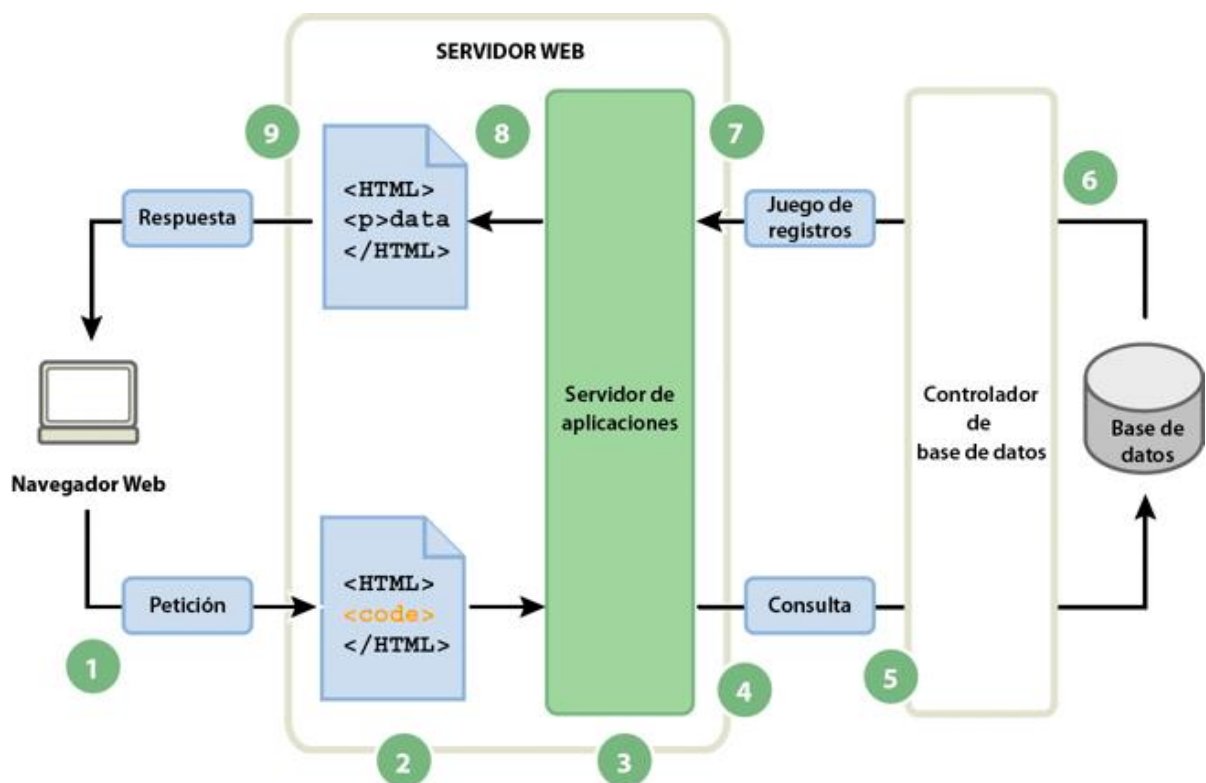 SERVIDOR WEB
9
8
7
6
<HTML>
<p>data
</HTML>
Respuesta
Juego de
registros
Servidor de
aplicaciones
Controlador
de
base de datos
Base de
datos
Navegador Web
<HTML>
<code>
</HTML>
Petición
Consulta
1
2
3
4
5